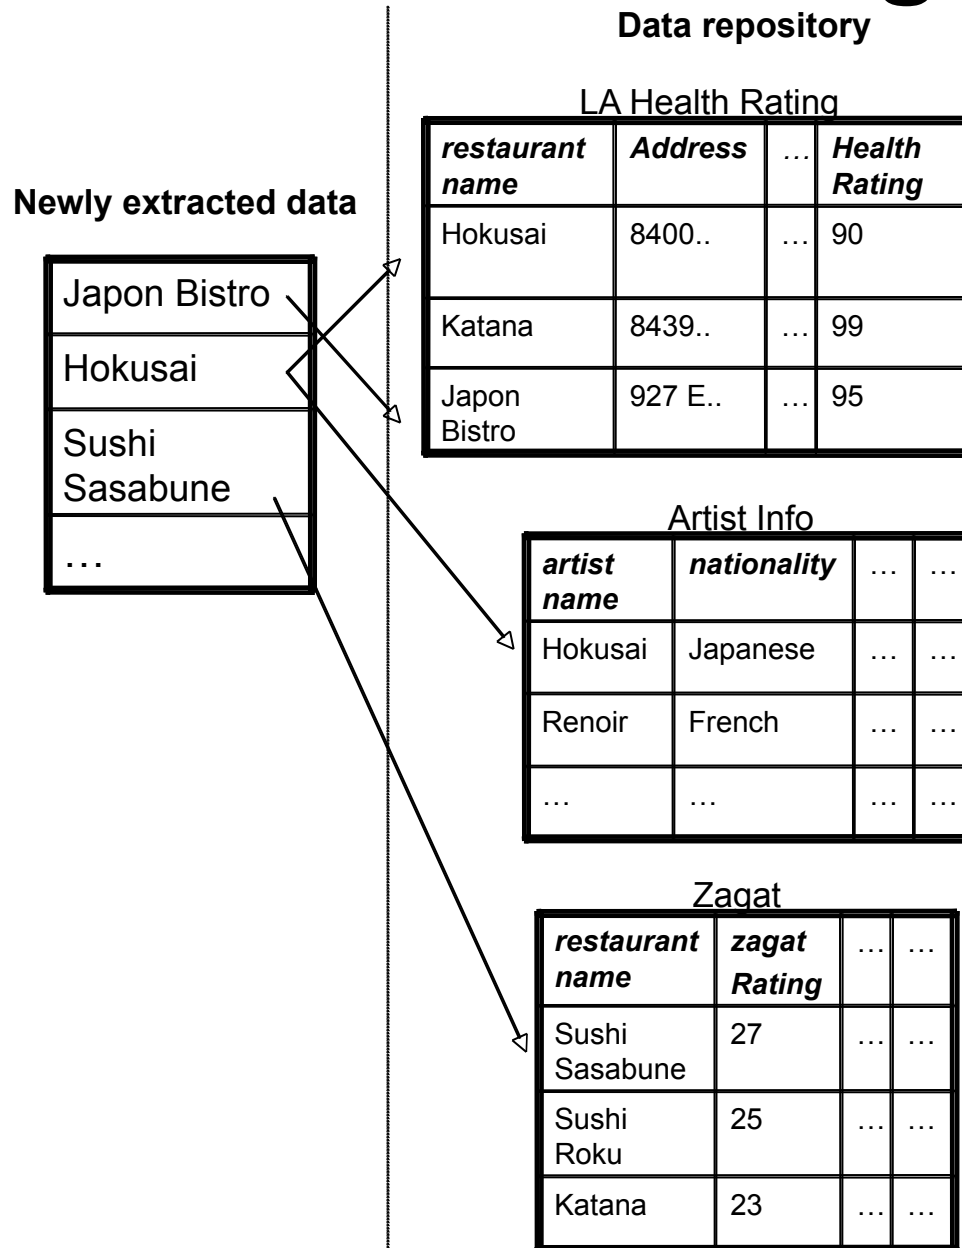 Data repository
LA Health Rating
restaurant name Address … Health Rating
Hokusai 8400.. … 90
Katana 8439.. … 99
Japon Bistro 927 E.. … 95
Newly extracted data
Japon Bistro
Hokusai
Sushi
Sasabune
…
Artist Info
artist name nationality … …
Hokusai Japanese … …
Renoir French … …
… … … …
Zagat
restaurant name zagat Rating … …
Sushi Sasabune 27 … …
Sushi Roku 25 … …
Katana 23 … …